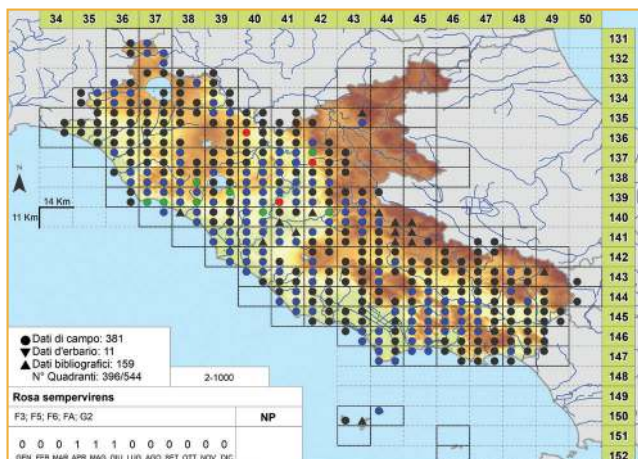 34 35 36 37 38 39 40 41 42 43 44 45 46 47 48 49 50
131
132
133
134
135
136
137
138
139
140
141
142
143
144
145
146
147
148
149
150
151
152
N
14 Km
11 Km
● Dati di campo: 381
▼ Dati d'erbario: 11
▲ Dati bibliografici: 159
N° Quadranti: 396/544
2-1000
Rosa sempervirens
F3; F5; F6; FA; G2
NP
0 0 0 1 1 1 0 0 0 0 0 0
GEN FEB MAR APR MAG GIU LUG AGO SET OTT NOV DIC